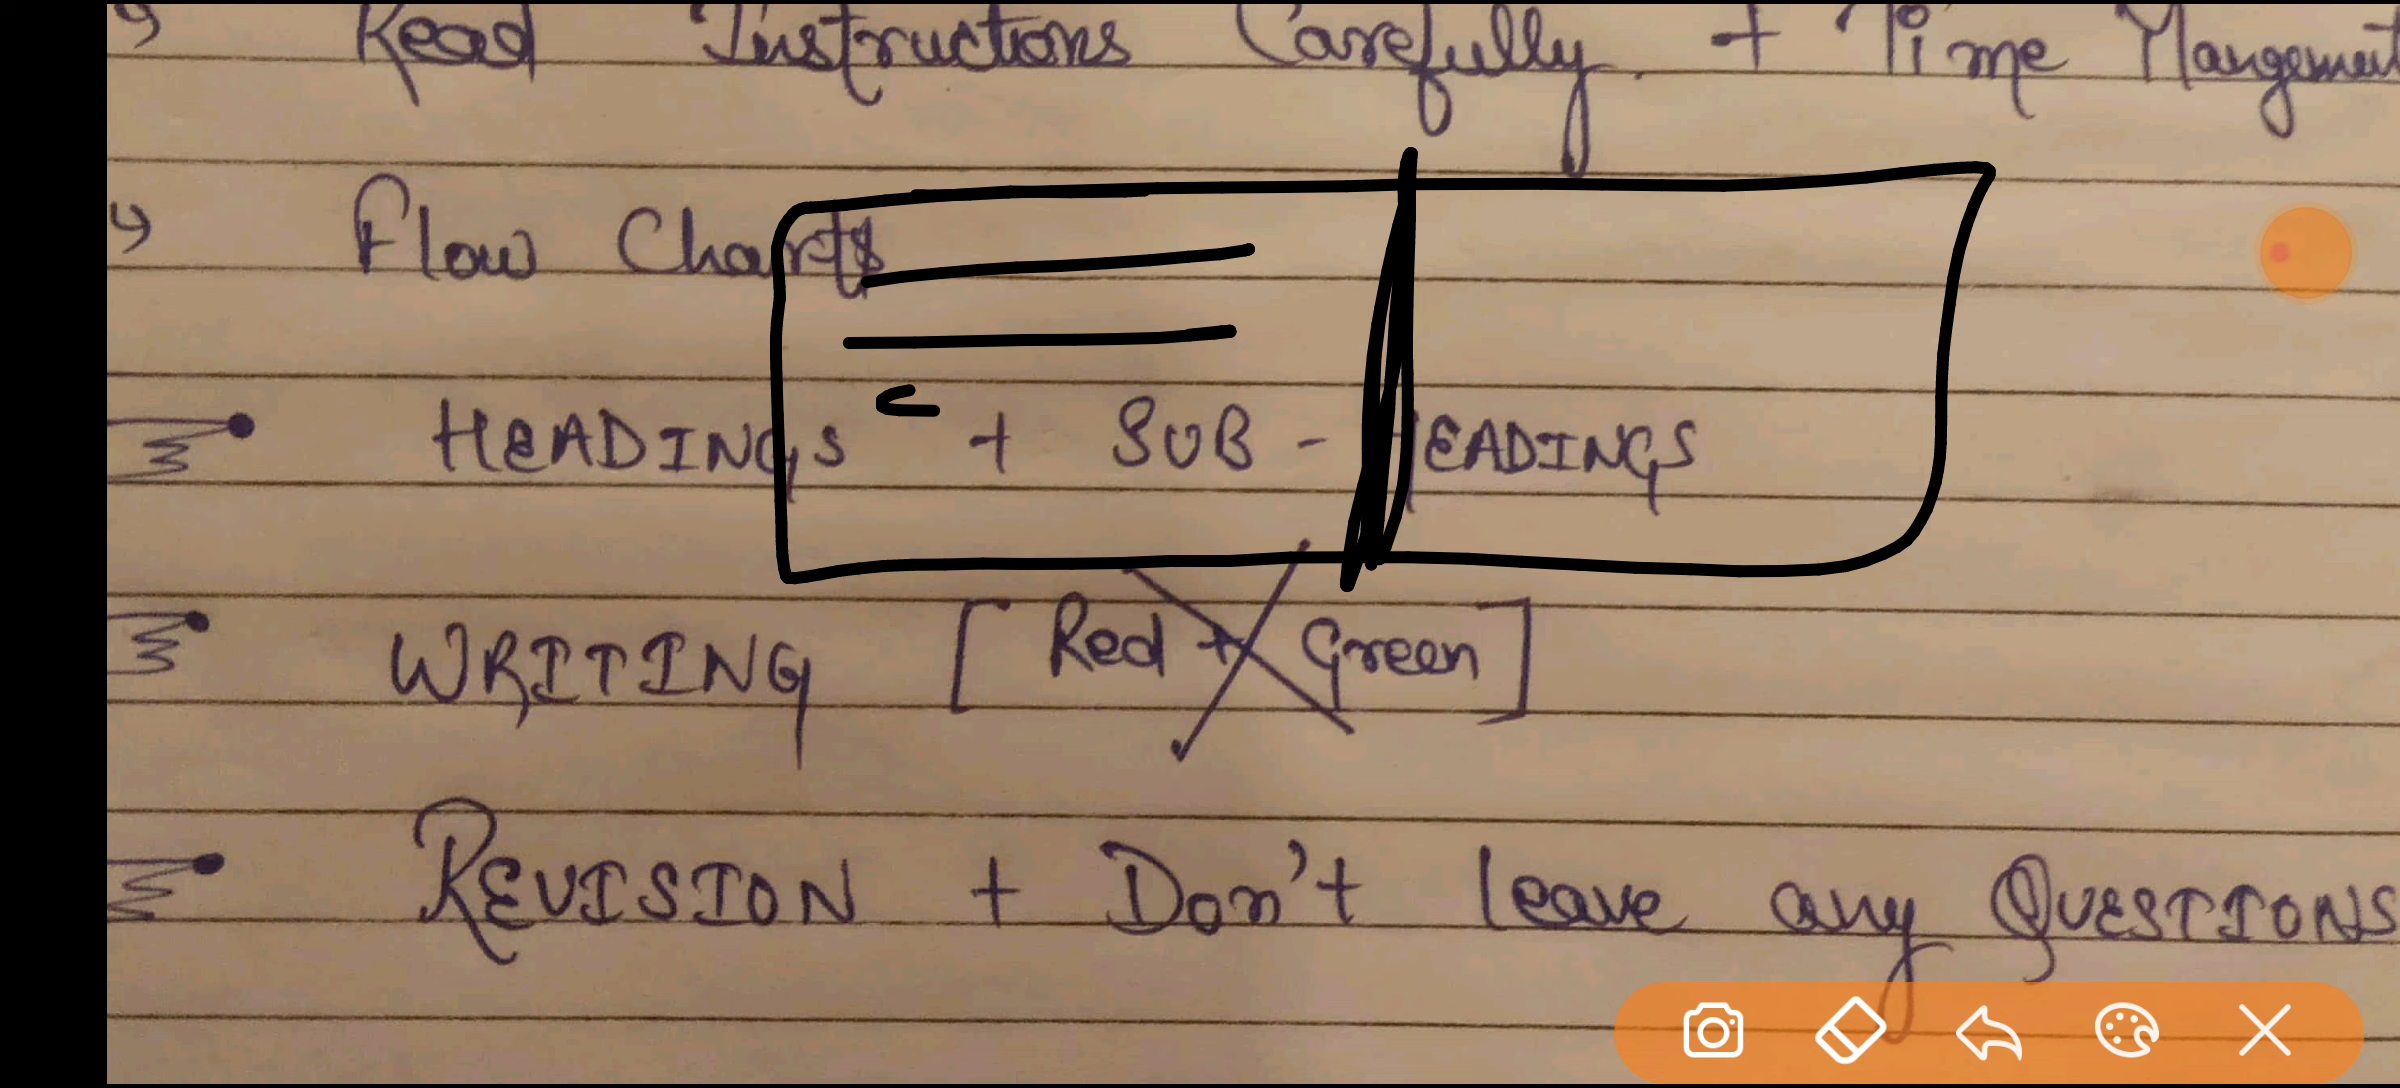 ↳ Read Instructions Carefully. + Time Mangement
↳ Flow Charts
HEADINGS + SUB - HEADINGS
WRITING [Red + Green]
REVISION + Don't leave any QUESTIONS